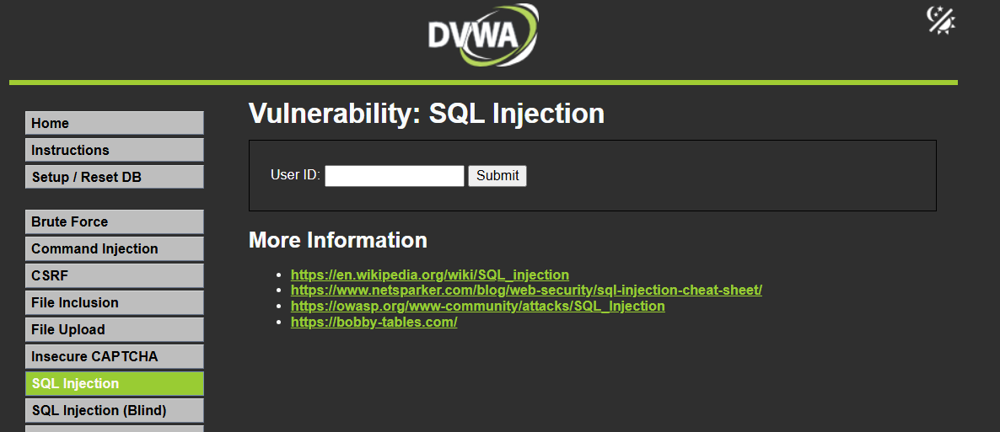 DVWA
Home
Instructions
Setup / Reset DB
Brute Force
Command Injection
CSRF
File Inclusion
File Upload
Insecure CAPTCHA
SQL Injection
SQL Injection (Blind)
Vulnerability: SQL Injection
User ID: Submit
More Information
https://en.wikipedia.org/wiki/SQL_injection
https://www.netsparker.com/blog/web-security/sql-injection-cheat-sheet/
https://owasp.org/www-community/attacks/SQL_Injection
https://bobby-tables.com/